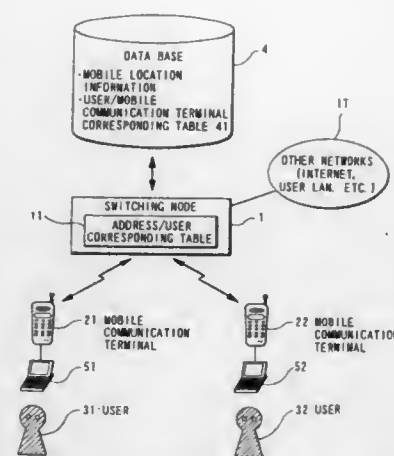 DATA BASE
·MOBILE LOCATION
INFORMATION
·USER/MOBILE
COMMUNICATION TERMINAL
CORRESPONDING TABLE 41
4
IT
OTHER NETWORKS
(INTERNET,
USER LAN, ETC.)
SWITCHING NODE
11
ADDRESS/USER
CORRESPONDING TABLE
1
21 MOBILE
COMMUNICATION
TERMINAL
22 MOBILE
COMMUNICATION
TERMINAL
51
52
31·USER
32 USER